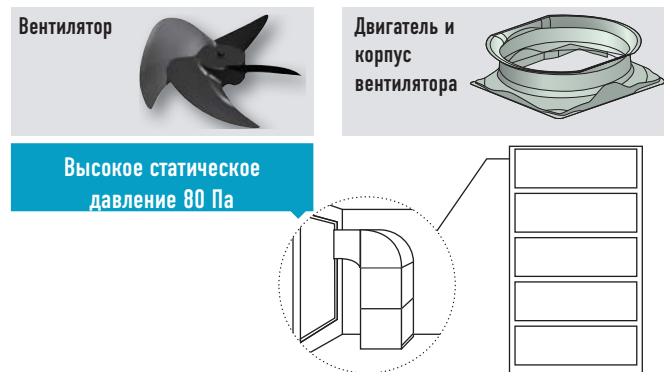 Вентилятор
Двигатель и
корпус
вентилятора
Высокое статическое
давление 80 Па